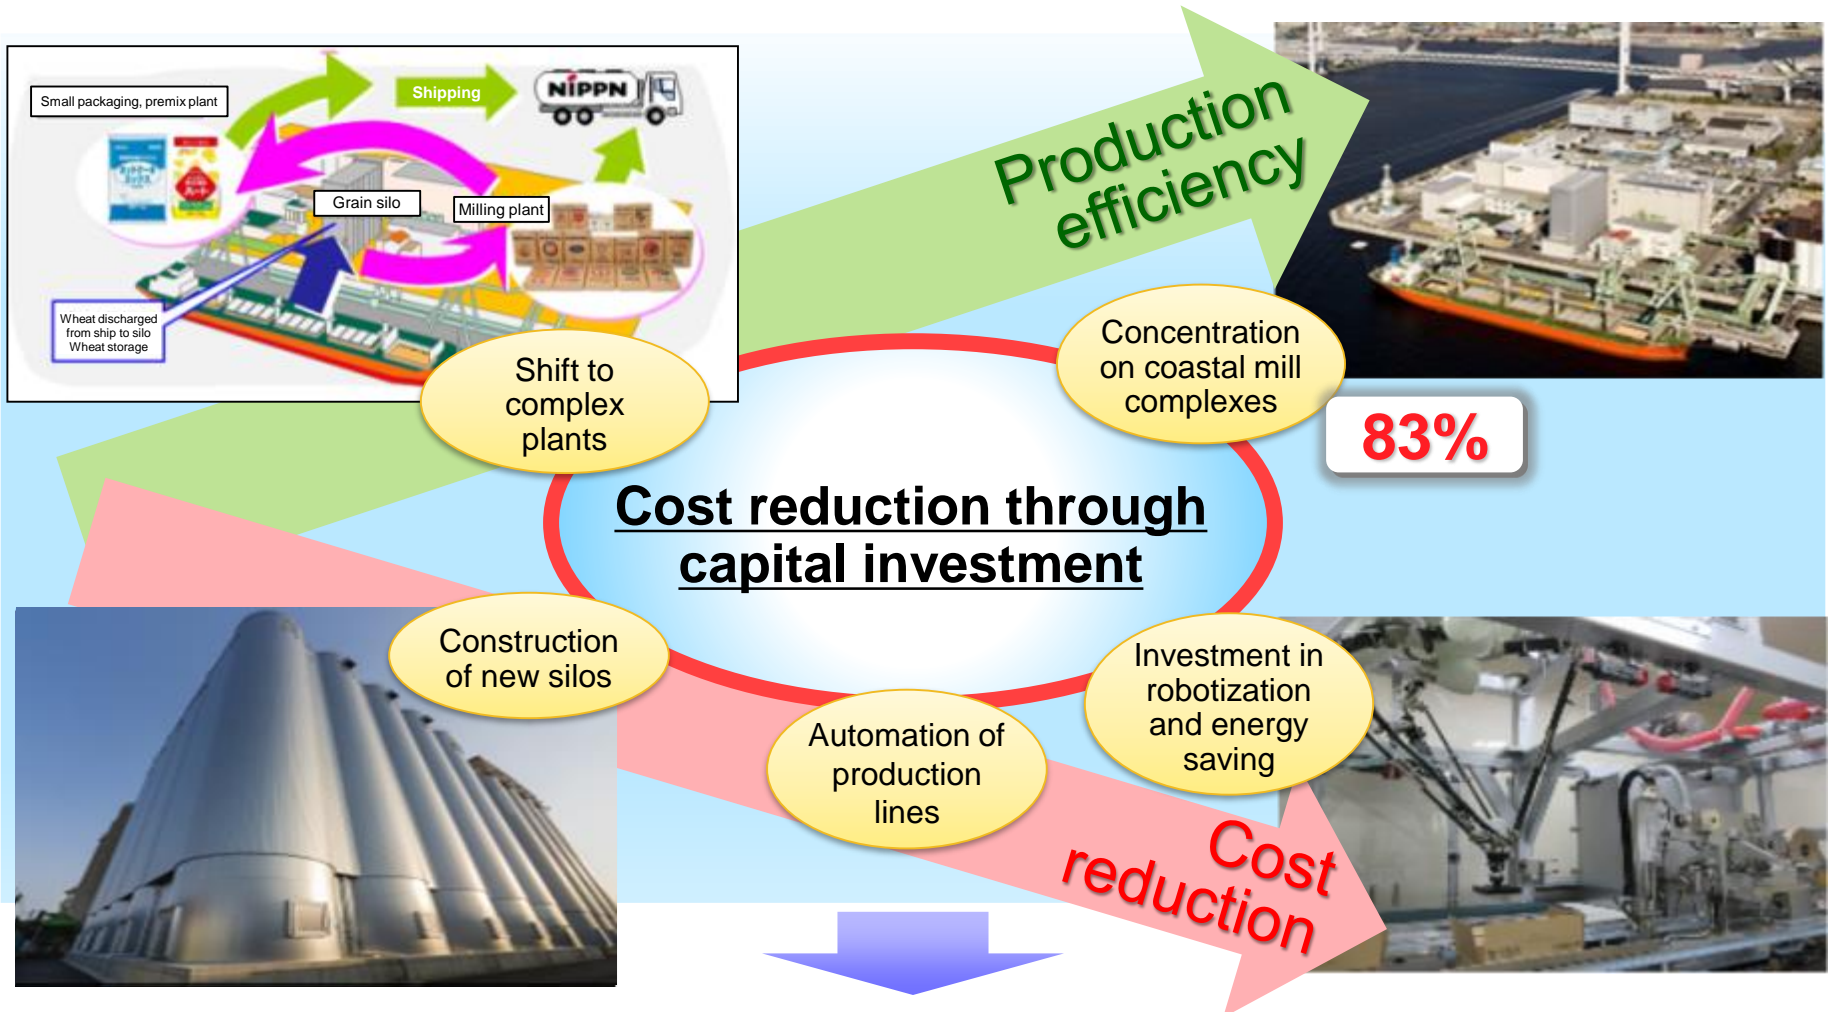 Small packaging, premix plant
Shipping
NIPPN
Grain silo
Milling plant
Wheat discharged
from ship to silo
Wheat storage
Production
efficiency
Shift to
complex
plants
Concentration
on coastal mill
complexes
83%
Cost reduction through
capital investment
Construction
of new silos
Automation of
production
lines
Investment in
robotization
and energy
saving
Cost
reduction